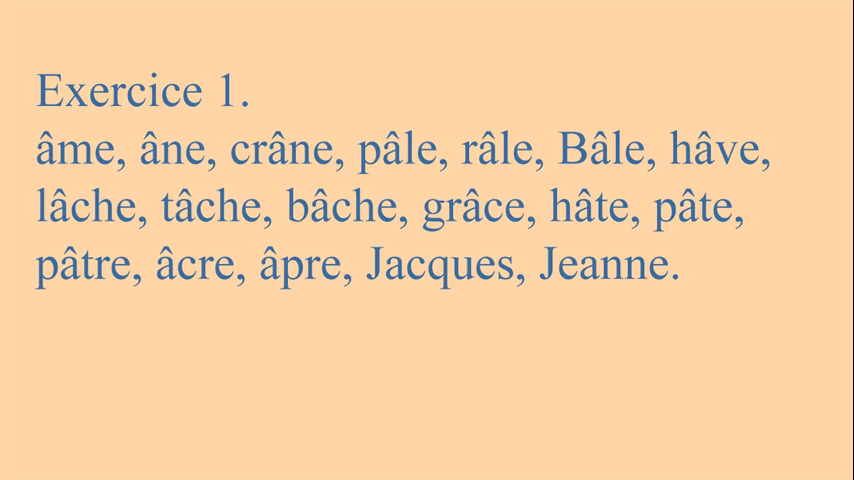 Exercice 1.
âme, âne, crâne, pâle, râle, Bâle, hâve,
lâche, tâche, bâche, grâce, hâte, pâte,
pâtre, âcre, âpre, Jacques, Jeanne.